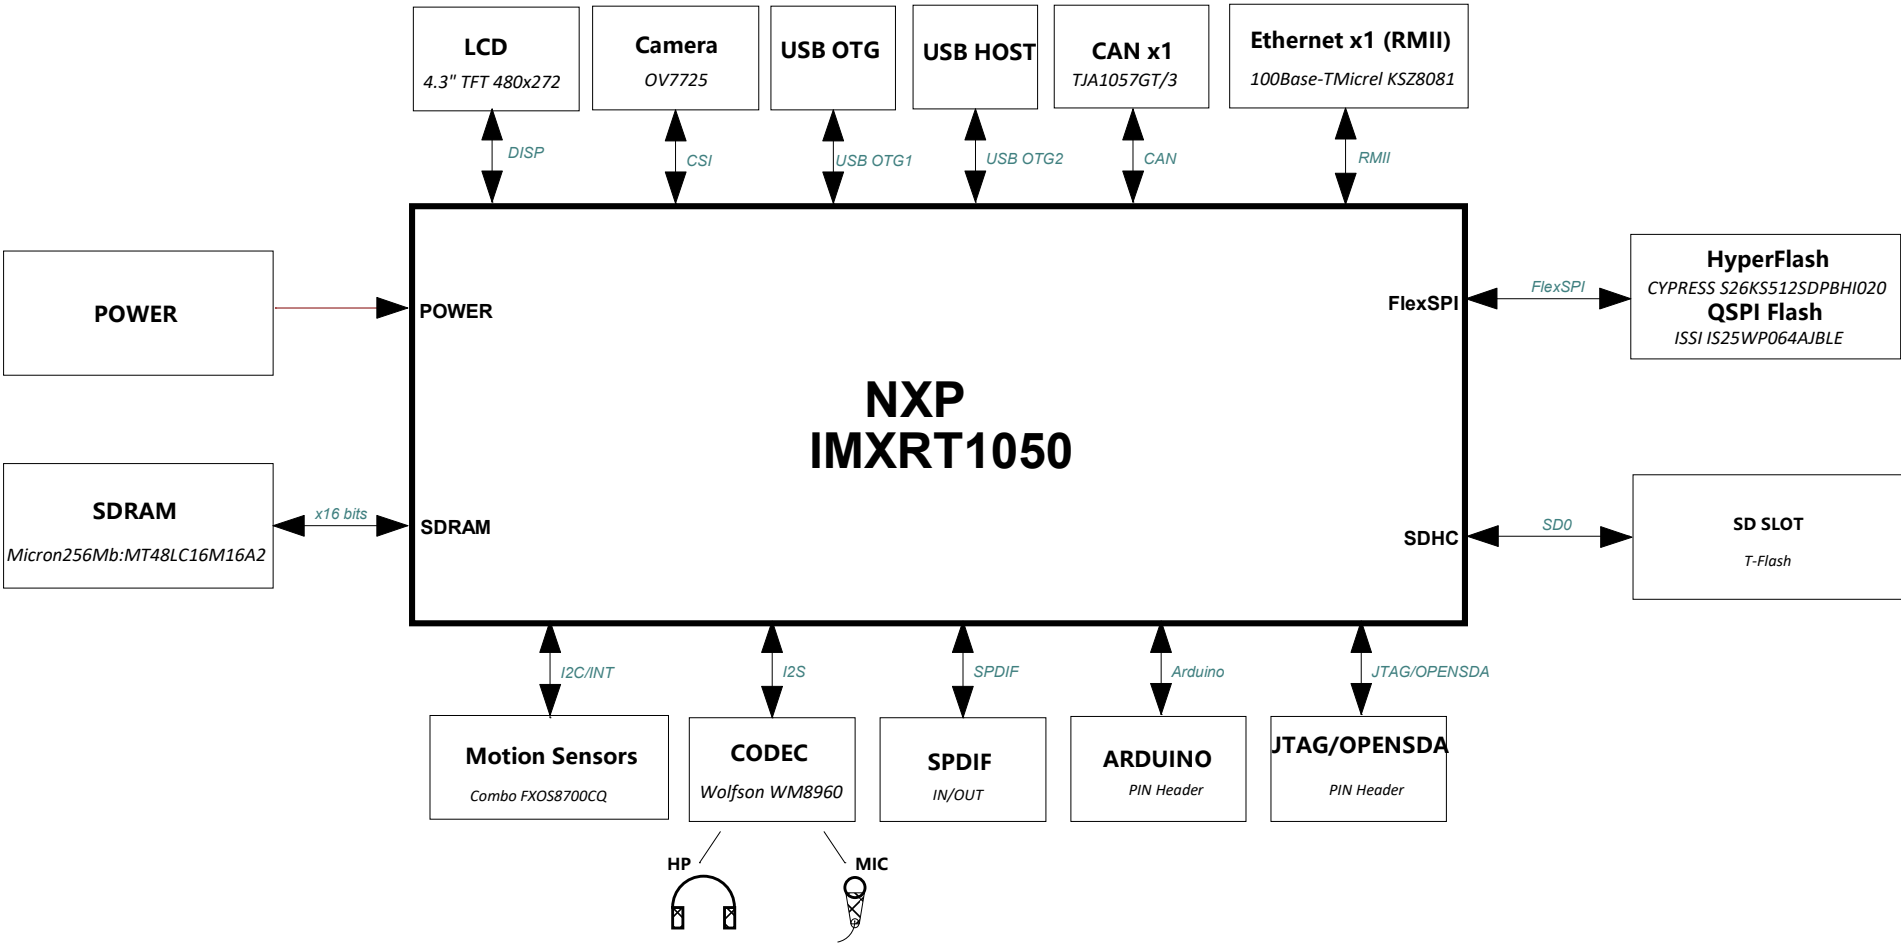 LCD
4.3" TFT 480x272
Camera
OV7725
USB OTG
USB HOST
CAN x1
TJA1057GT/3
Ethernet x1 (RMII)
100Base-TMicrel KSZ8081
DISP
CSI
USB OTG1
USB OTG2
CAN
RMII
POWER
POWER
FlexSPI
FlexSPI
HyperFlash
CYPRESS S26KS512SDPBHI020
QSPI Flash
ISSI IS25WP064AJBLE
NXP
IMXRT1050
SDRAM
Micron256Mb:MT48LC16M16A2
x16 bits
SDRAM
SDHC
SD0
SD SLOT
T-Flash
I2C/INT
I2S
SPDIF
Arduino
JTAG/OPENSDA
Motion Sensors
Combo FXOS8700CQ
CODEC
Wolfson WM8960
SPDIF
IN/OUT
ARDUINO
PIN Header
JTAG/OPENSDA
PIN Header
HP
MIC